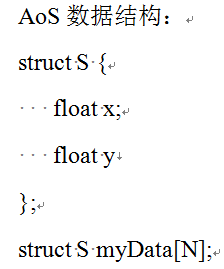 AoS 数据结构：
struct S {
    float x;
    float y
};
struct S myData[N];